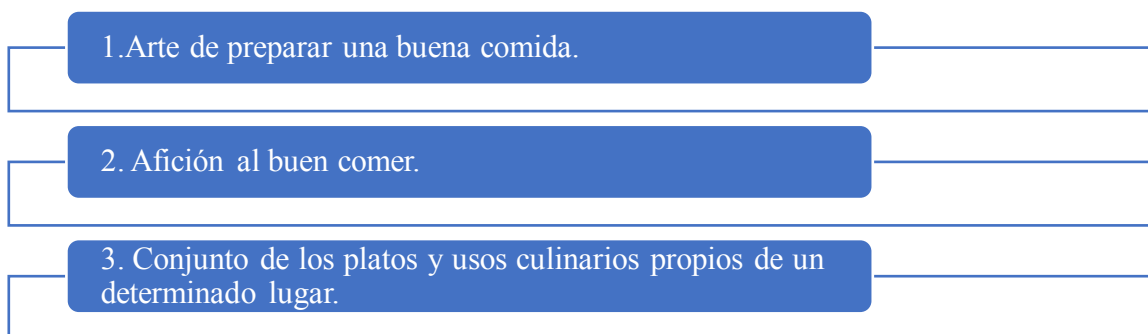 1.Arte de preparar una buena comida.
2. Afición al buen comer.
3. Conjunto de los platos y usos culinarios propios de un
determinado lugar.